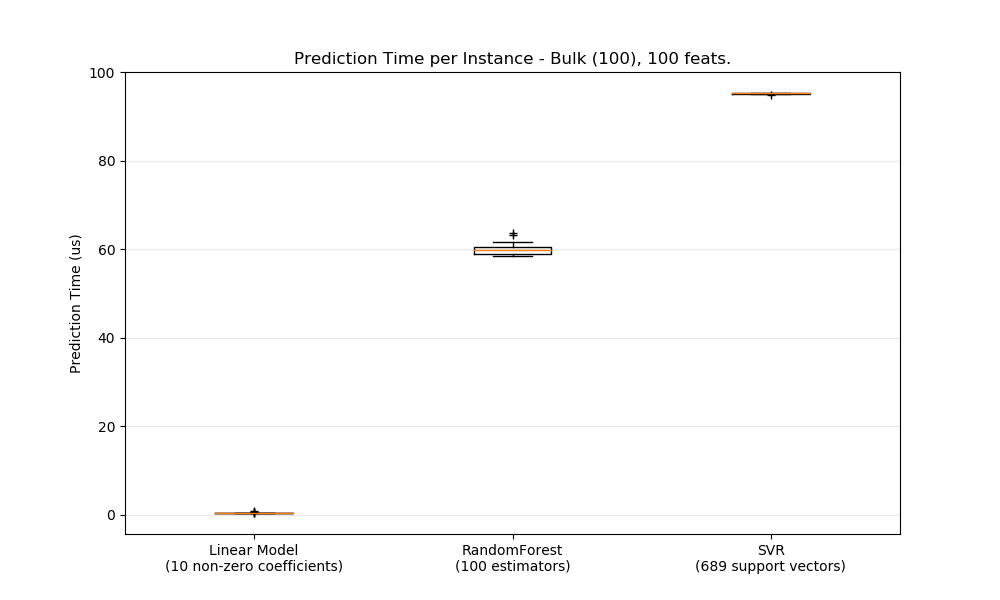 Prediction Time per Instance - Bulk (100), 100 feats.
100
80
60
40
20
0
Prediction Time (us)
Linear Model
(10 non-zero coefficients)
RandomForest
(100 estimators)
SVR
(689 support vectors)